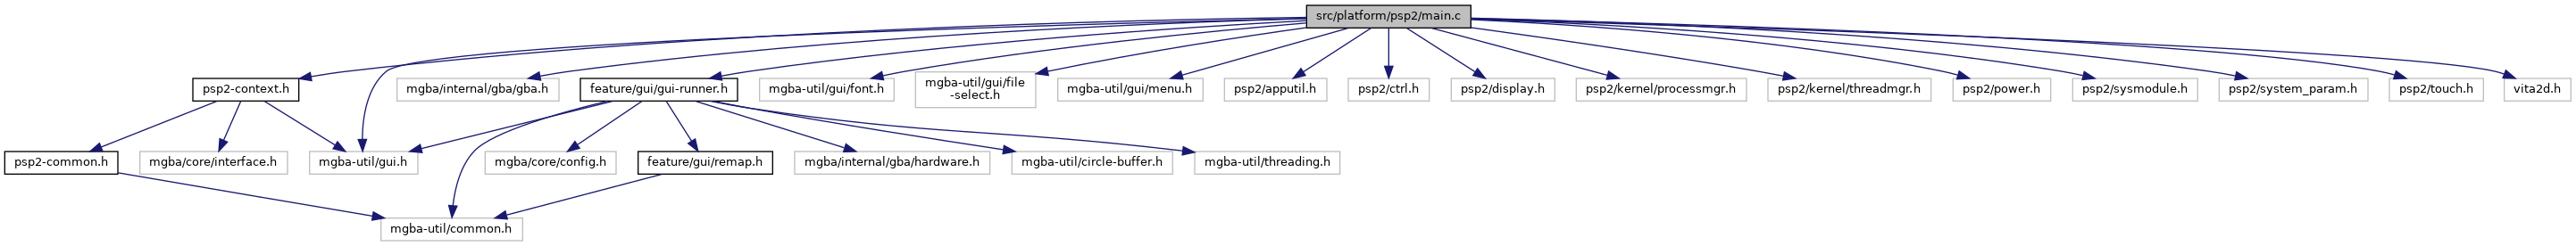 src/platform/psp2/main.c
psp2-context.h
mgba/internal/gba/gba.h
feature/gui/gui-runner.h
mgba-util/gui/font.h
mgba-util/gui/file
-select.h
mgba-util/gui/menu.h
psp2/apputil.h
psp2/ctrl.h
psp2/display.h
psp2/kernel/processmgr.h
psp2/kernel/threadmgr.h
psp2/power.h
psp2/sysmodule.h
psp2/system_param.h
psp2/touch.h
vita2d.h
psp2-common.h
mgba/core/interface.h
mgba-util/gui.h
mgba/core/config.h
feature/gui/remap.h
mgba/internal/gba/hardware.h
mgba-util/circle-buffer.h
mgba-util/threading.h
mgba-util/common.h